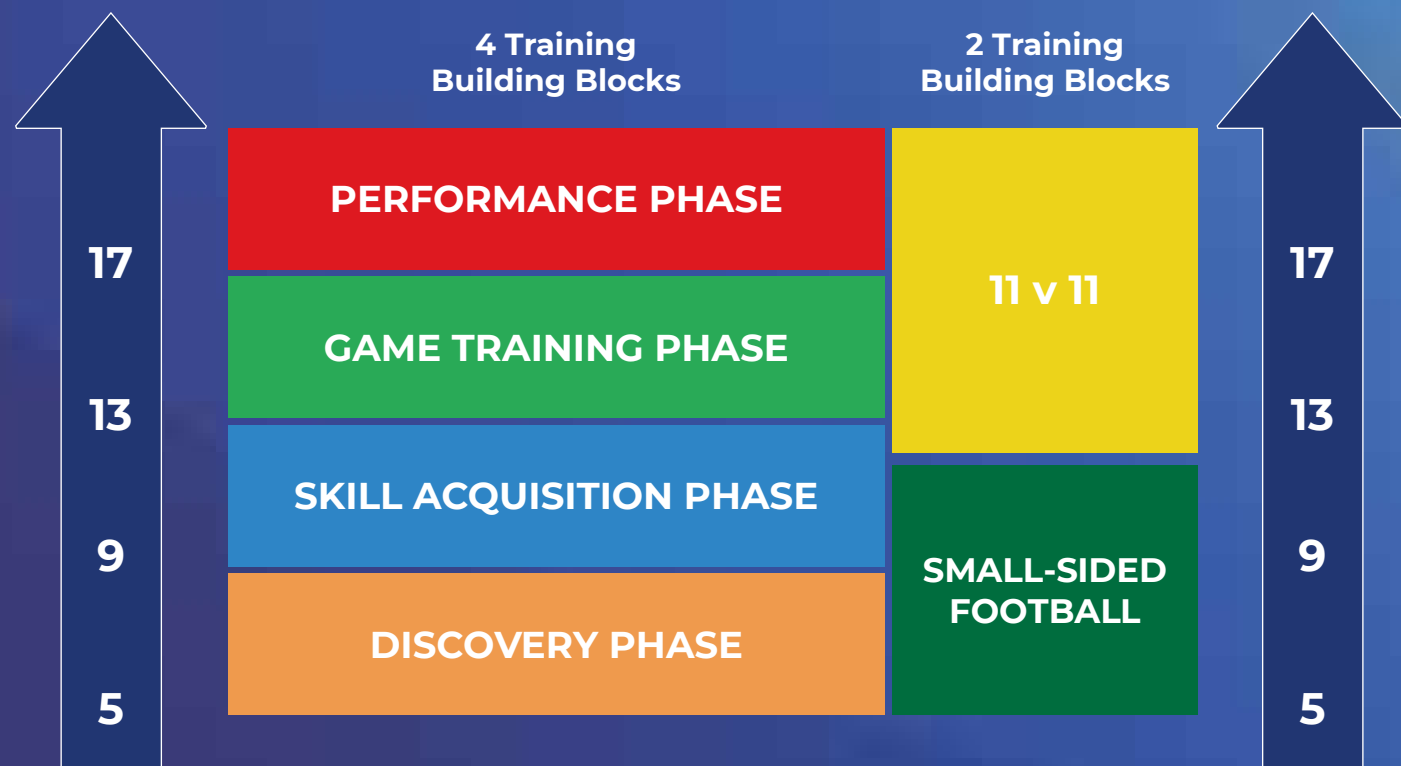 4 Training
Building Blocks
2 Training
Building Blocks
17
13
9
5
PERFORMANCE PHASE
GAME TRAINING PHASE
SKILL ACQUISITION PHASE
DISCOVERY PHASE
11 v 11
SMALL-SIDED
FOOTBALL
17
13
9
5